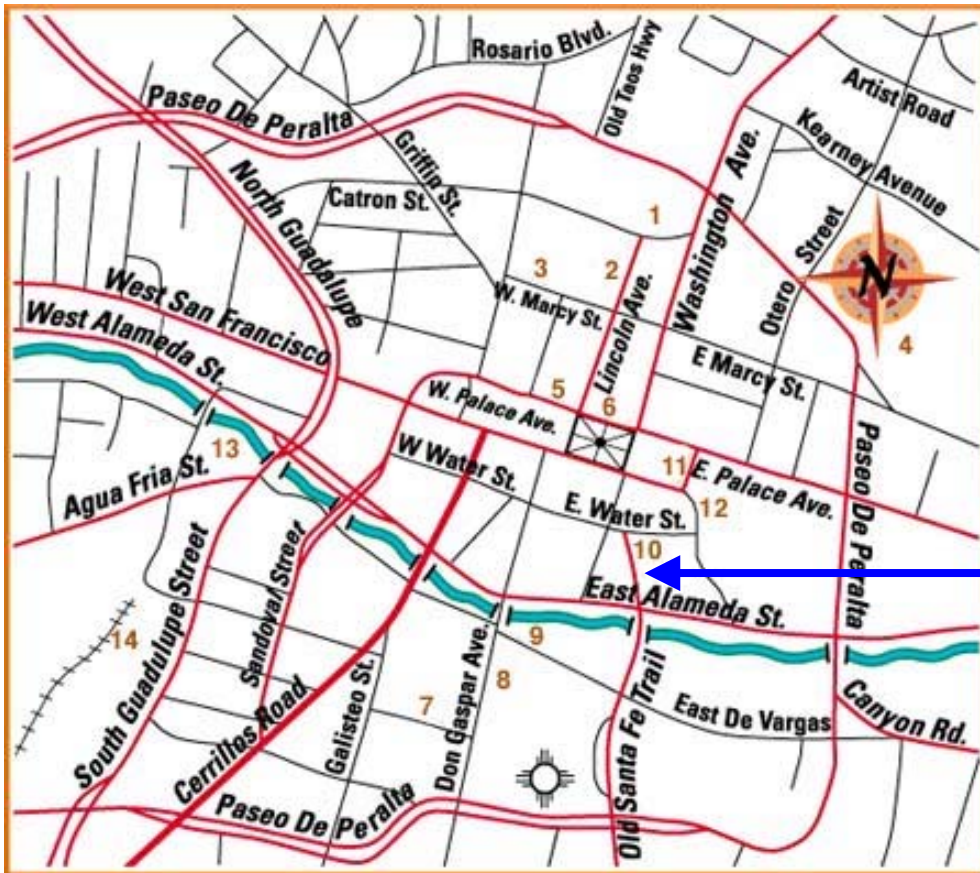 Rosario Blvd.
Old Taos Hwy
Artist Road
Paseo De Peralta
Griffin St.
Washington Ave.
Kearney Avenue
North Guadalupe
Catron St.
1
Otero Street
N
2
3
W. Marcy St.
Lincoln Ave.
4
West San Francisco
West Alameda St.
E Marcy St.
5
6
W. Palace Ave.
Paseo De Peralta
13
W Water St.
11
E. Palace Ave.
12
Agua Fria St.
E. Water St.
10
East Alameda St.
South Guadulupe Street
Sandoval Street
14
9
8
7
Don Gaspar Ave.
Galisteo St.
Cerrillos Road
Old Santa Fe Trail
East De Vargas
Canyon Rd.
Paseo De Peralta